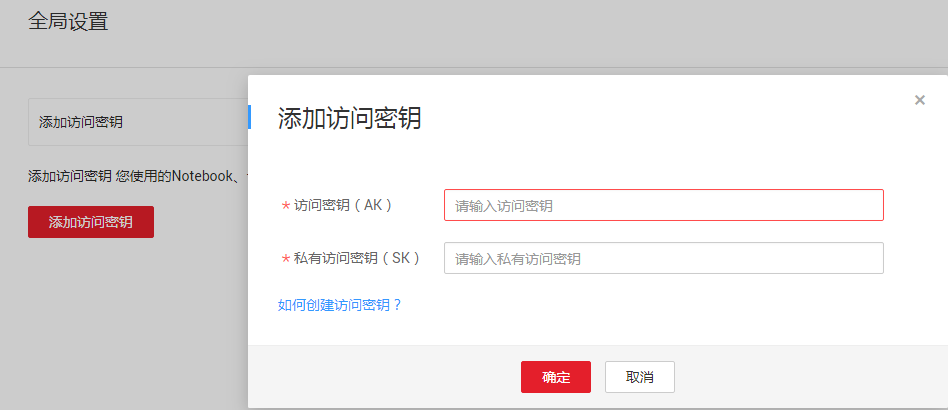 全局设置
添加访问密钥
添加访问密钥 您使用的Notebook、
添加访问密钥
×
添加访问密钥
* 访问密钥（AK）
请输入访问密钥
* 私有访问密钥（SK）
请输入私有访问密钥
如何创建访问密钥？
确定
取消